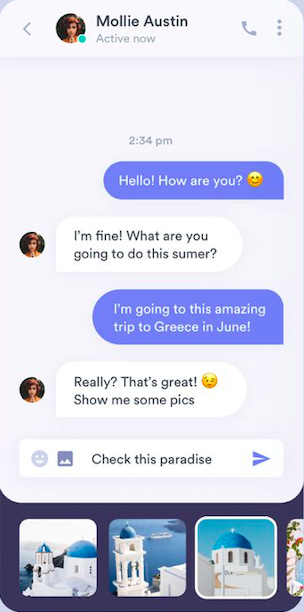 Mollie Austin
Active now
2:34 pm
Hello! How are you? 😊
I'm fine! What are you
going to do this sumer?
I'm going to this amazing
trip to Greece in June!
Really? That's great! 😉
Show me some pics
Check this paradise